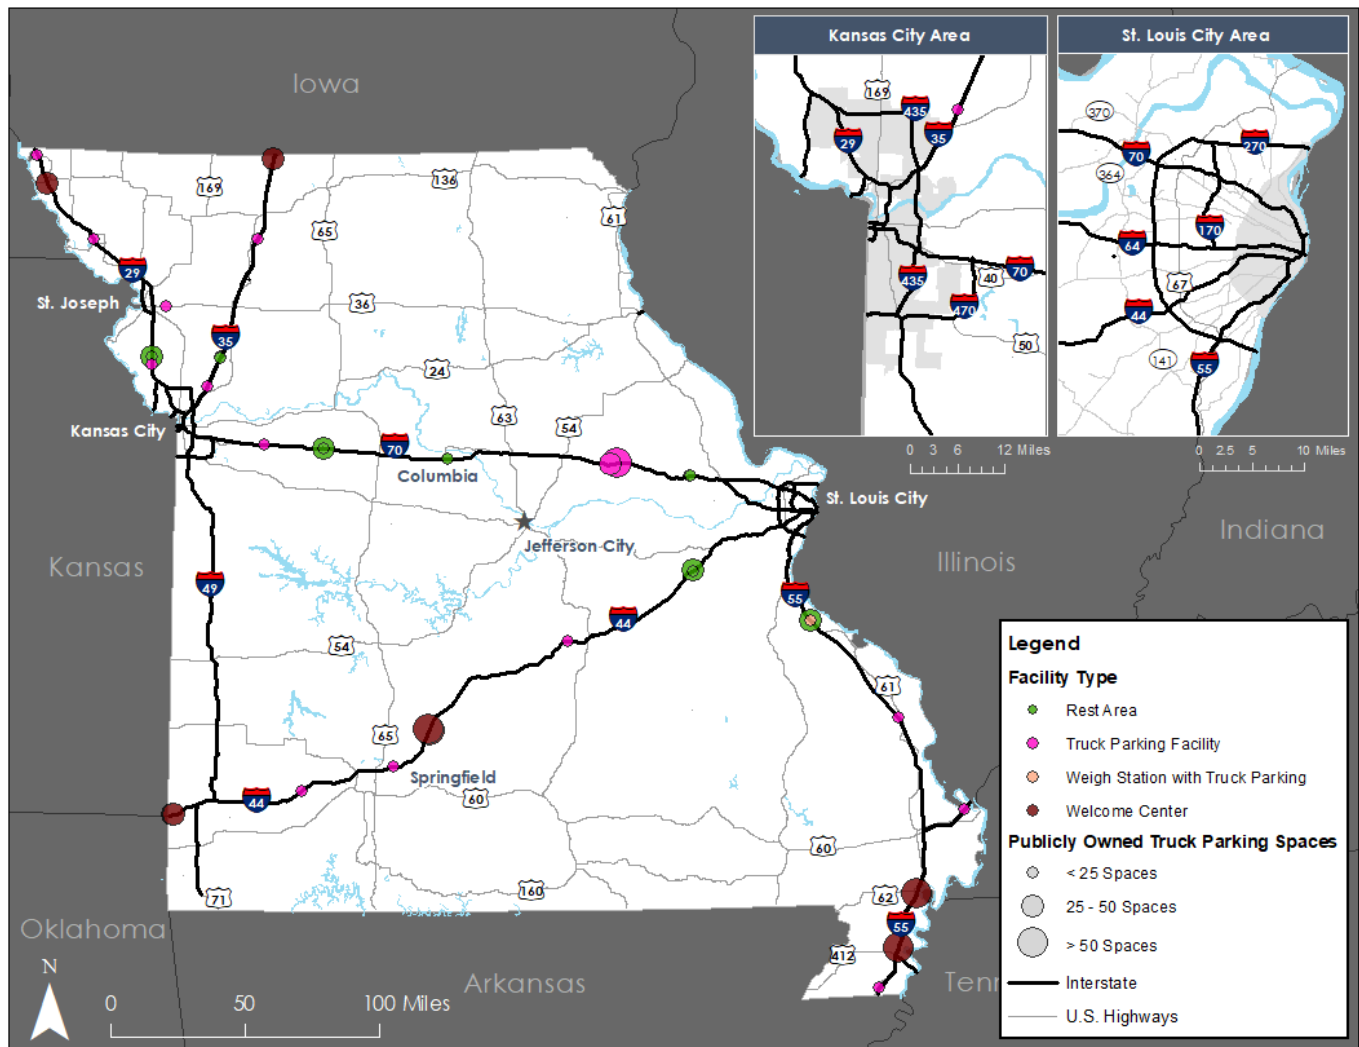 Iowa
Kansas City Area
St. Louis City Area
169
435
35
29
435
70
40
470
50
0 3 6 12 Miles
370
70
270
364
170
64
67
44
141
55
0 2.5 5 10 Miles
169
136
61
65
29
St. Joseph
36
35
24
63
54
Kansas City
70
Columbia
St. Louis City
Jefferson City
Indiana
Illinois
Kansas
49
55
44
54
61
65
Springfield
60
44
60
71
160
62
55
412
Oklahoma
Arkansas
Tenn
N
0 50 100 Miles
Legend
Facility Type
Rest Area
Truck Parking Facility
Weigh Station with Truck Parking
Welcome Center
Publicly Owned Truck Parking Spaces
< 25 Spaces
25 - 50 Spaces
> 50 Spaces
Interstate
U.S. Highways